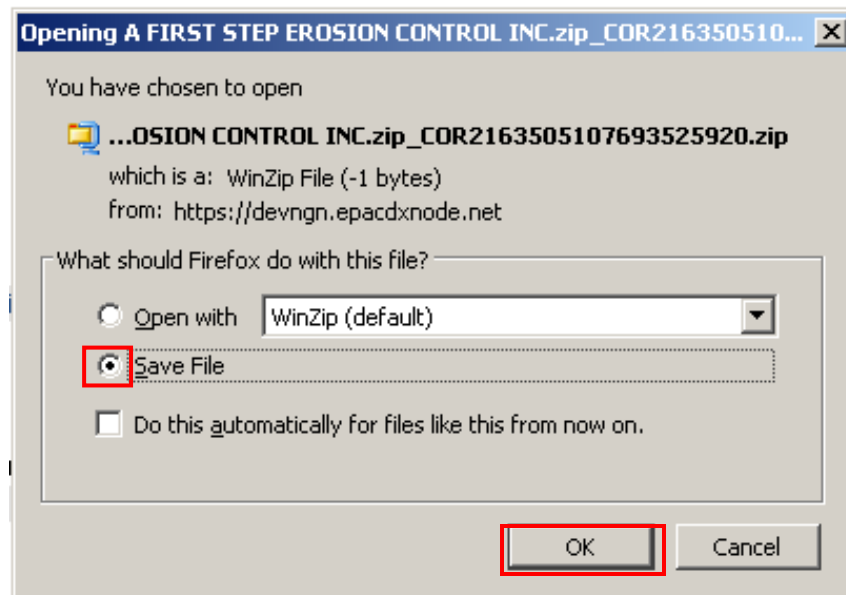 Opening A FIRST STEP EROSION CONTROL INC.zip_COR216350510...
You have chosen to open
...OSION CONTROL INC.zip_COR2163505107693525920.zip
which is a: WinZip File (-1 bytes)
from: https://devngn.epacdxnode.net
What should Firefox do with this file?
Open with WinZip (default)
Save File
Do this automatically for files like this from now on.
OK Cancel